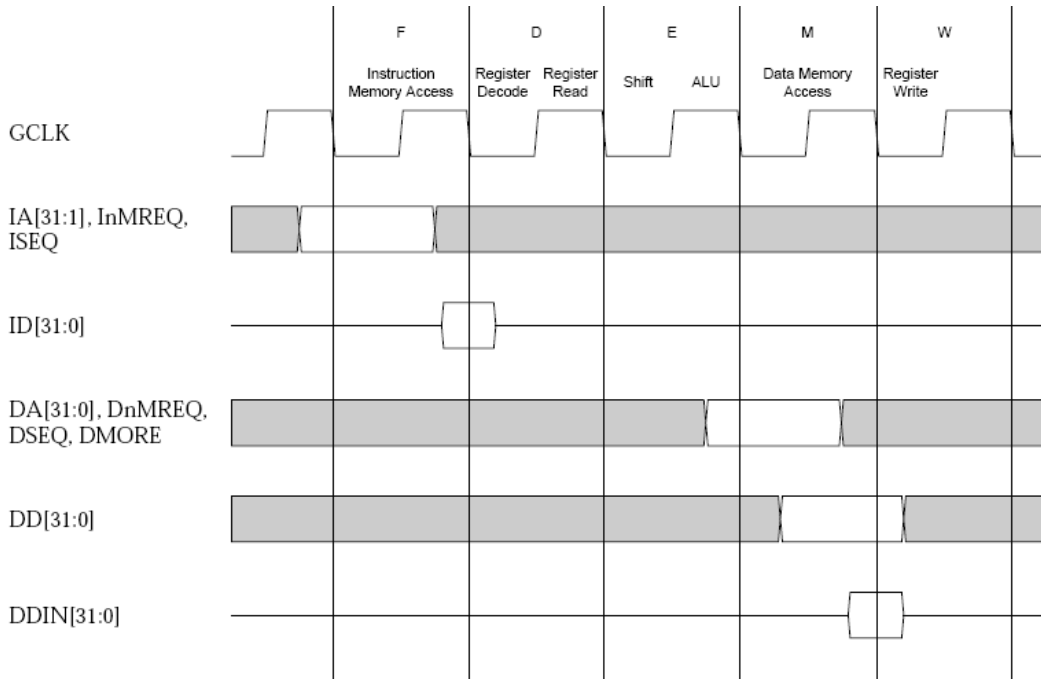 F D E M W
Instruction Register Register Shift ALU Data Memory Register
Memory Access Decode Read Access Write
GCLK
IA[31:1], InMREQ,
ISEQ
ID[31:0]
DA[31:0], DnMREQ,
DSEQ, DMORE
DD[31:0]
DDIN[31:0]